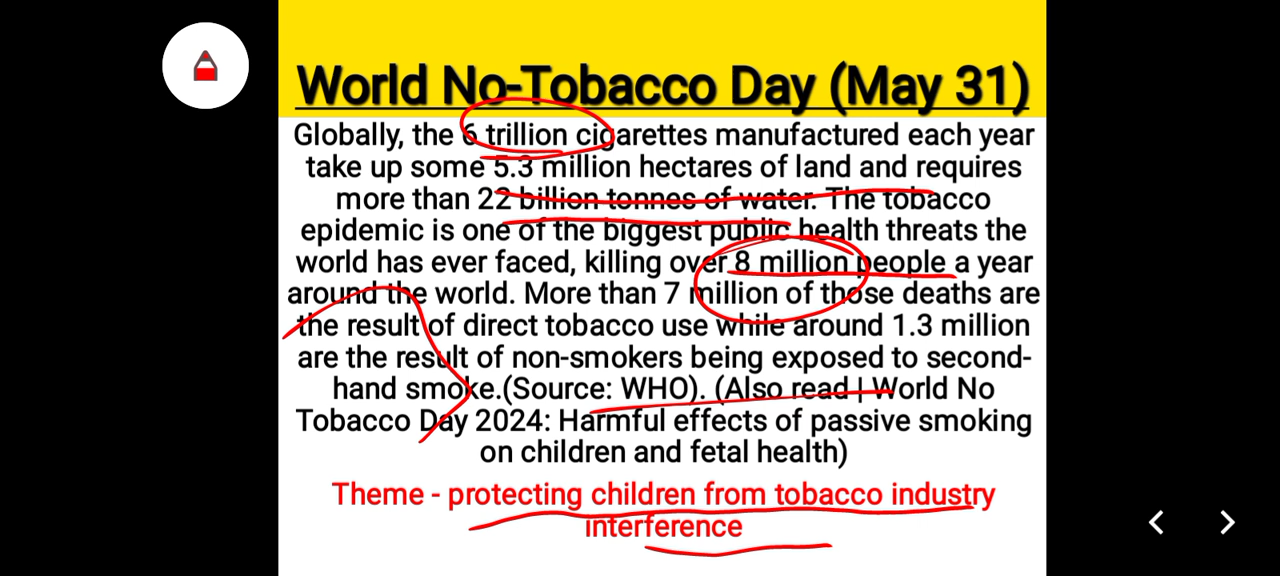 World No-Tobacco Day (May 31)
Globally, the 6 trillion cigarettes manufactured each year
take up some 5.3 million hectares of land and requires
more than 22 billion tonnes of water. The tobacco
epidemic is one of the biggest public health threats the
world has ever faced, killing over 8 million people a year
around the world. More than 7 million of those deaths are
the result of direct tobacco use while around 1.3 million
are the result of non-smokers being exposed to second-
hand smoke.(Source: WHO). (Also read | World No
Tobacco Day 2024: Harmful effects of passive smoking
on children and fetal health)
Theme - protecting children from tobacco industry
interference